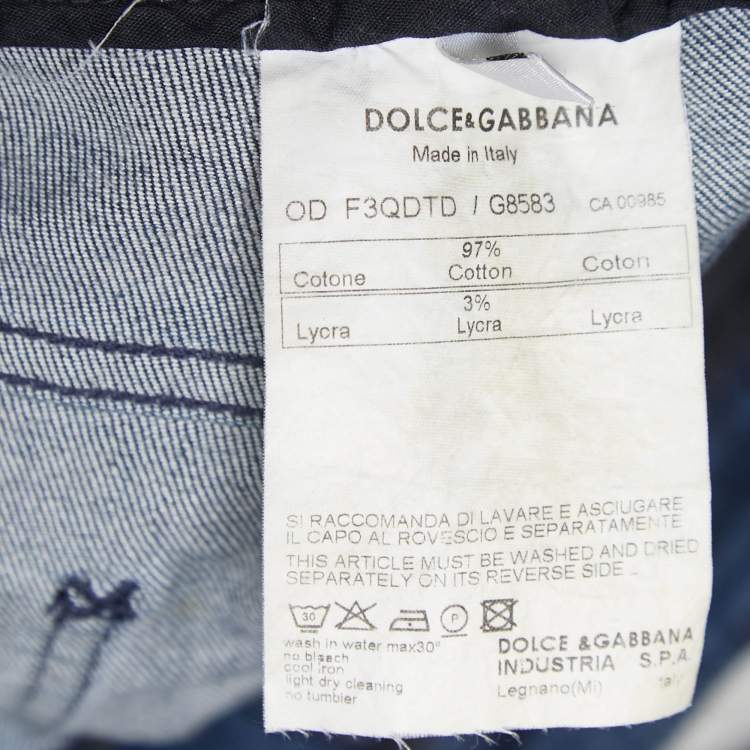 DOLCE&GABBANA
Made in Italy
OD F3QDTD / G8583 CA 00985
97%
Cotone Cotton Coton
3%
Lycra Lycra Lycra
SI RACCOMANDA DI LAVARE E ASCIUGARE
IL CAPO AL ROVESCIO E SEPARATAMENTE
THIS ARTICLE MUST BE WASHED AND DRIED
SEPARATELY ON ITS REVERSE SIDE
30 P
wash in water max30°
no bleach
cool iron
light dry cleaning
no tumbler
DOLCE &GABBANA
INDUSTRIA S.P.A.
Legnano(Mi) Italy